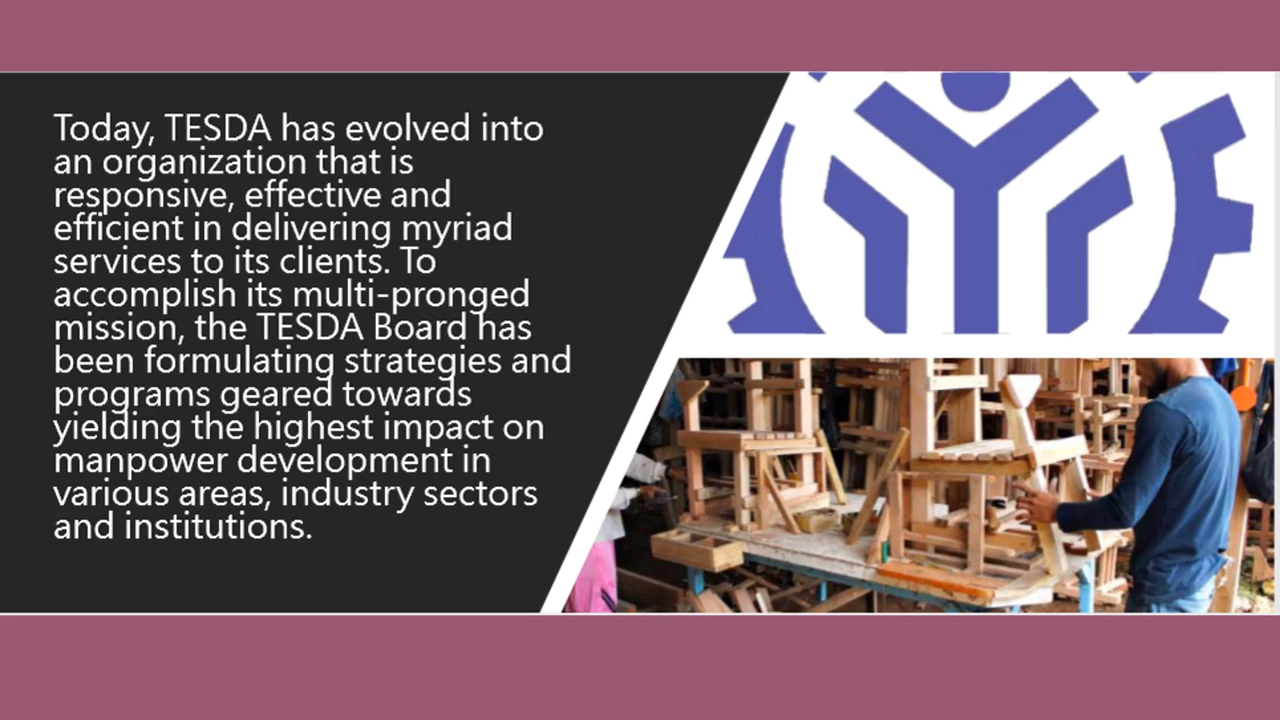 Today, TESDA has evolved into
an organization that is
responsive, effective and
efficient in delivering myriad
services to its clients. To
accomplish its multi-pronged
mission, the TESDA Board has
been formulating strategies and
programs geared towards
yielding the highest impact on
manpower development in
various areas, industry sectors
and institutions.